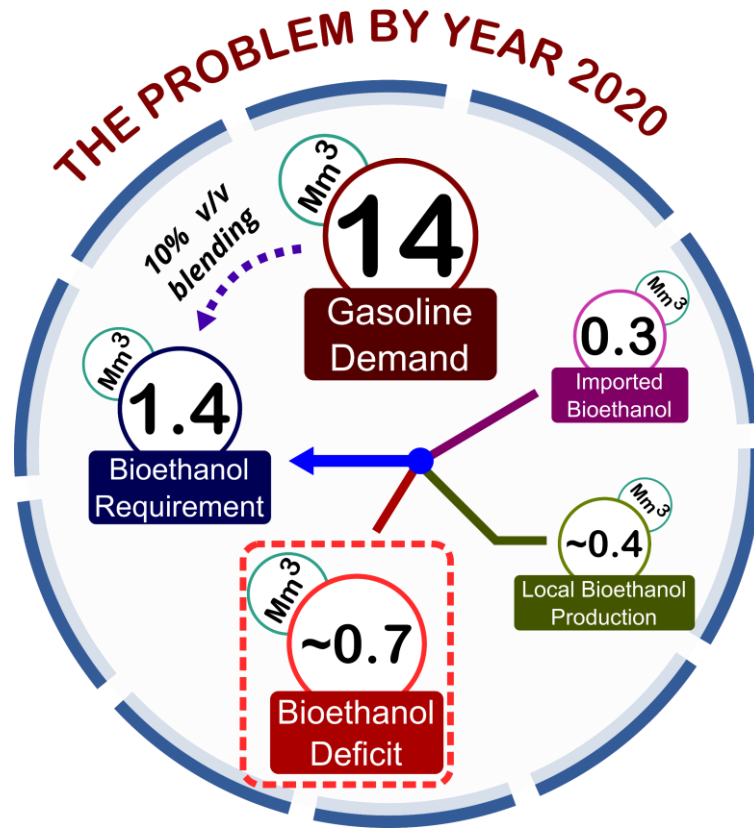 THE PROBLEM BY YEAR 2020
10% v/v
blending
Mm³
14
Gasoline
Demand
Mm³
1.4
Bioethanol
Requirement
Mm³
0.3
Imported
Bioethanol
Mm³
~0.4
Local Bioethanol
Production
Mm³
~0.7
Bioethanol
Deficit